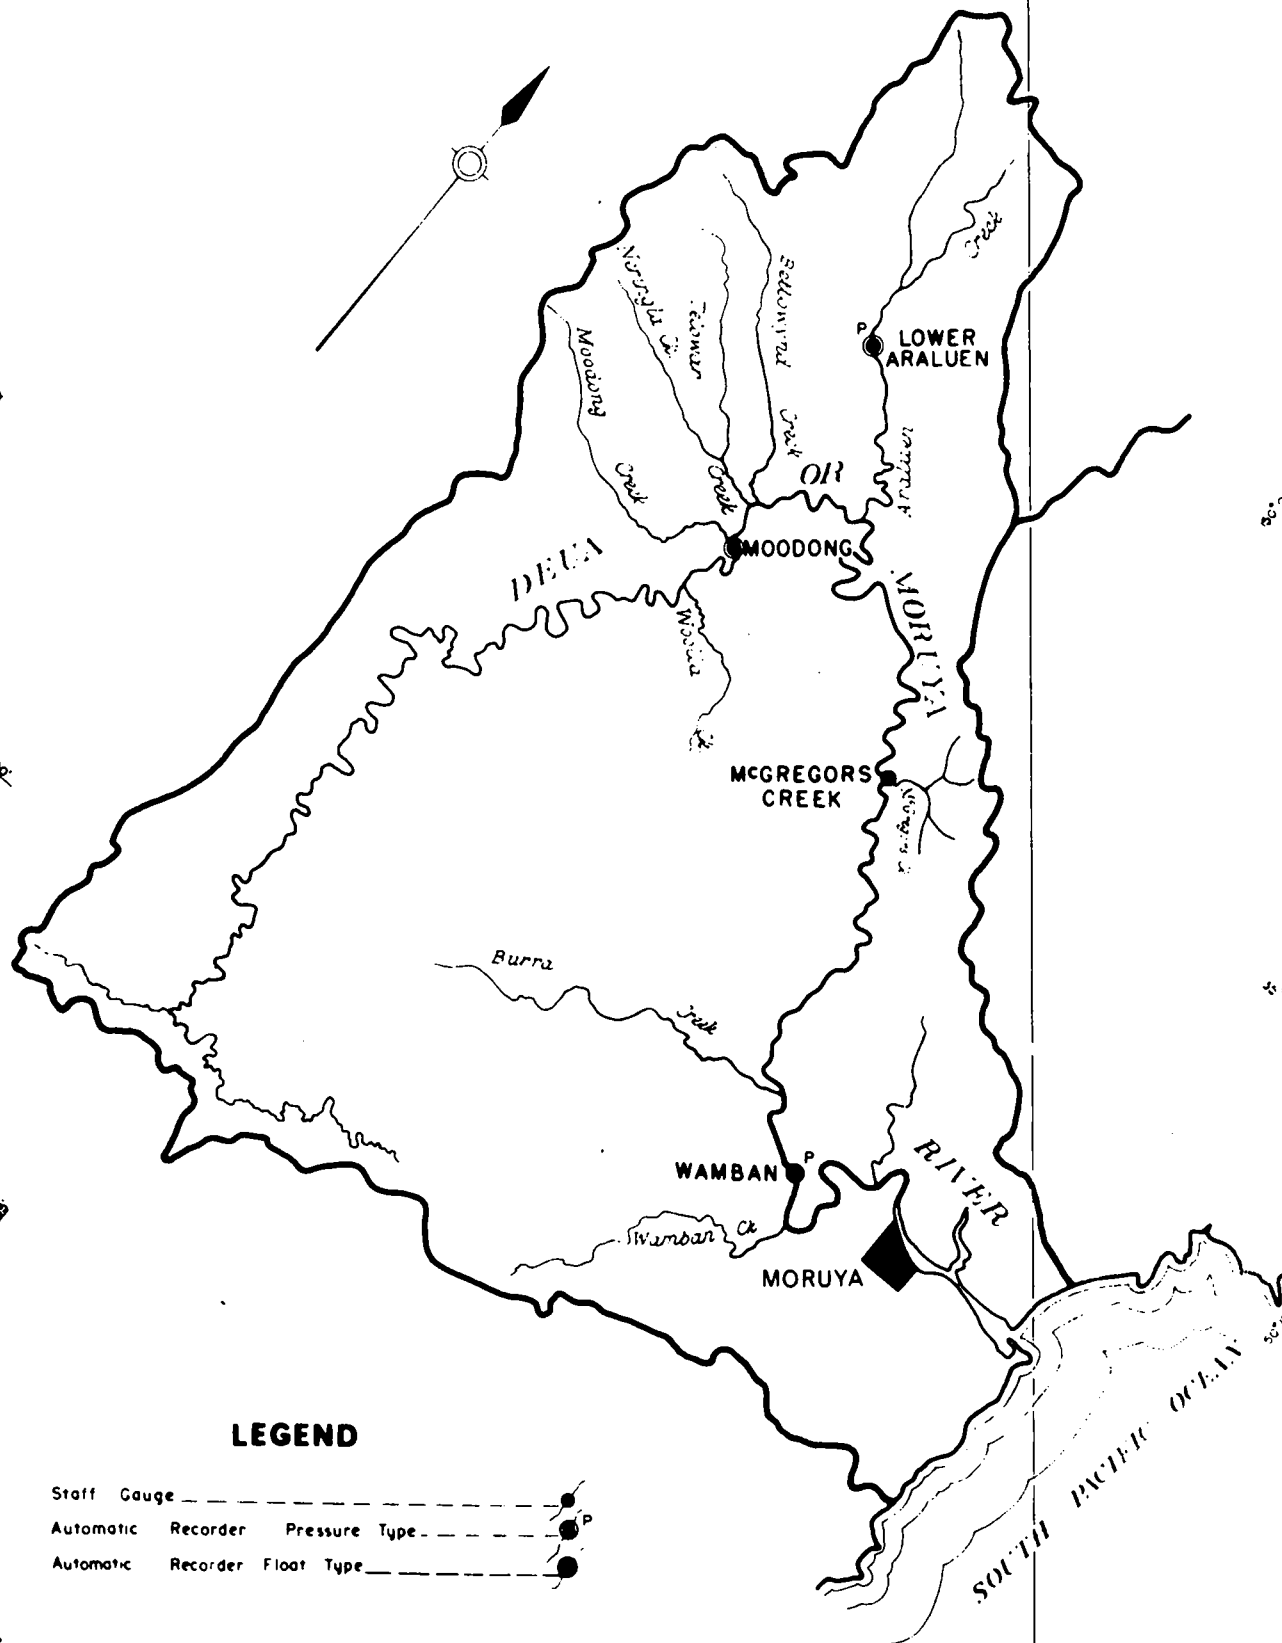 Creek
Bellowyrd
Creek
Moodong
Creek
Creek
P
LOWER
ARALUEN
Araluen
DEUA
OR
MORUYA
RIVER
MOODONG
McGREGORS
CREEK
Burra
Creek
WAMBAN
P
Wamban Ck
MORUYA
SOUTH PACIFIC OCEAN
LEGEND
Staff Gauge
Automatic Recorder Pressure Type
P
Automatic Recorder Float Type